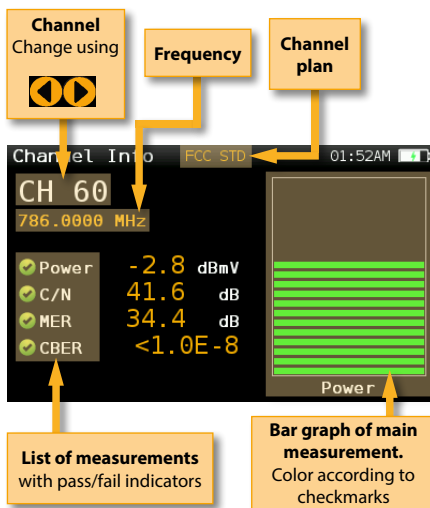 Channel
Change using
Frequency
Channel
plan
Channel Info FCC STD 01:52AM
CH 60
786.0000 MHz
Power -2.8 dBmV
C/N 41.6 dB
MER 34.4 dB
CBER <1.0E-8
Power
List of measurements
with pass/fail indicators
Bar graph of main
measurement.
Color according to
checkmarks